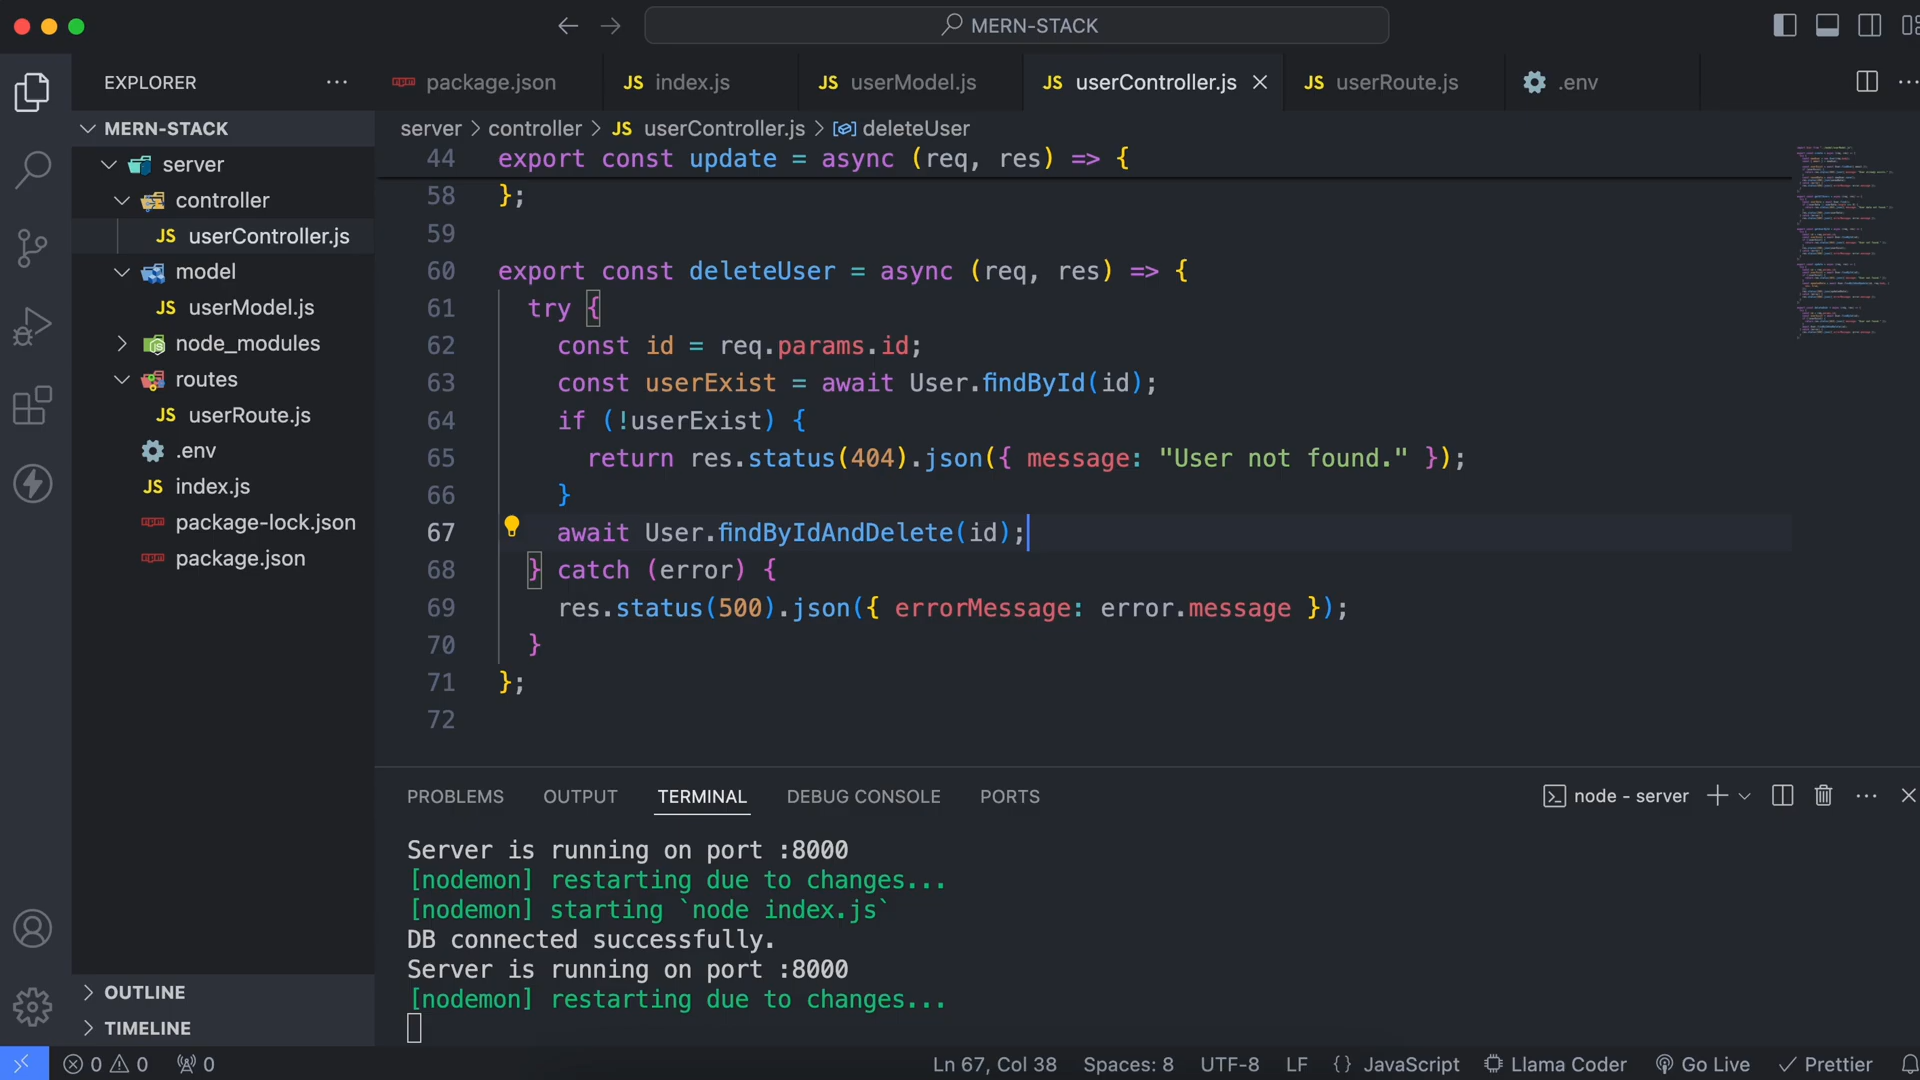 MERN-STACK
EXPLORER
package.json
JS index.js
JS userModel.js
JS userController.js
JS userRoute.js
.env
MERN-STACK
server
controller
JS userController.js
model
JS userModel.js
node_modules
routes
JS userRoute.js
.env
JS index.js
package-lock.json
package.json
OUTLINE
TIMELINE
server > controller > JS userController.js > deleteUser
44 export const update = async (req, res) => {
58 };
59
60 export const deleteUser = async (req, res) => {
61 try {
62 const id = req.params.id;
63 const userExist = await User.findById(id);
64 if (!userExist) {
65 return res.status(404).json({ message: "User not found." });
66 }
67 await User.findByIdAndDelete(id);
68 } catch (error) {
69 res.status(500).json({ errorMessage: error.message });
70 }
71 };
72
PROBLEMS OUTPUT TERMINAL DEBUG CONSOLE PORTS
node - server
Server is running on port :8000
[nodemon] restarting due to changes...
[nodemon] starting `node index.js`
DB connected successfully.
Server is running on port :8000
[nodemon] restarting due to changes...
0 0 0
Ln 67, Col 38 Spaces: 8 UTF-8 LF {} JavaScript Llama Coder Go Live Prettier